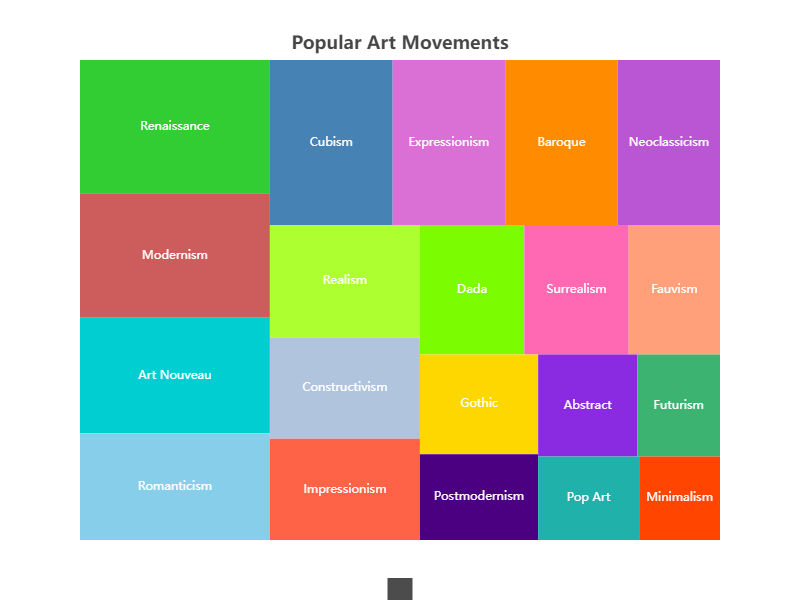 Popular Art Movements
Renaissance
Cubism
Expressionism
Baroque
Neoclassicism
Modernism
Realism
Dada
Surrealism
Fauvism
Art Nouveau
Constructivism
Gothic
Abstract
Futurism
Romanticism
Impressionism
Postmodernism
Pop Art
Minimalism